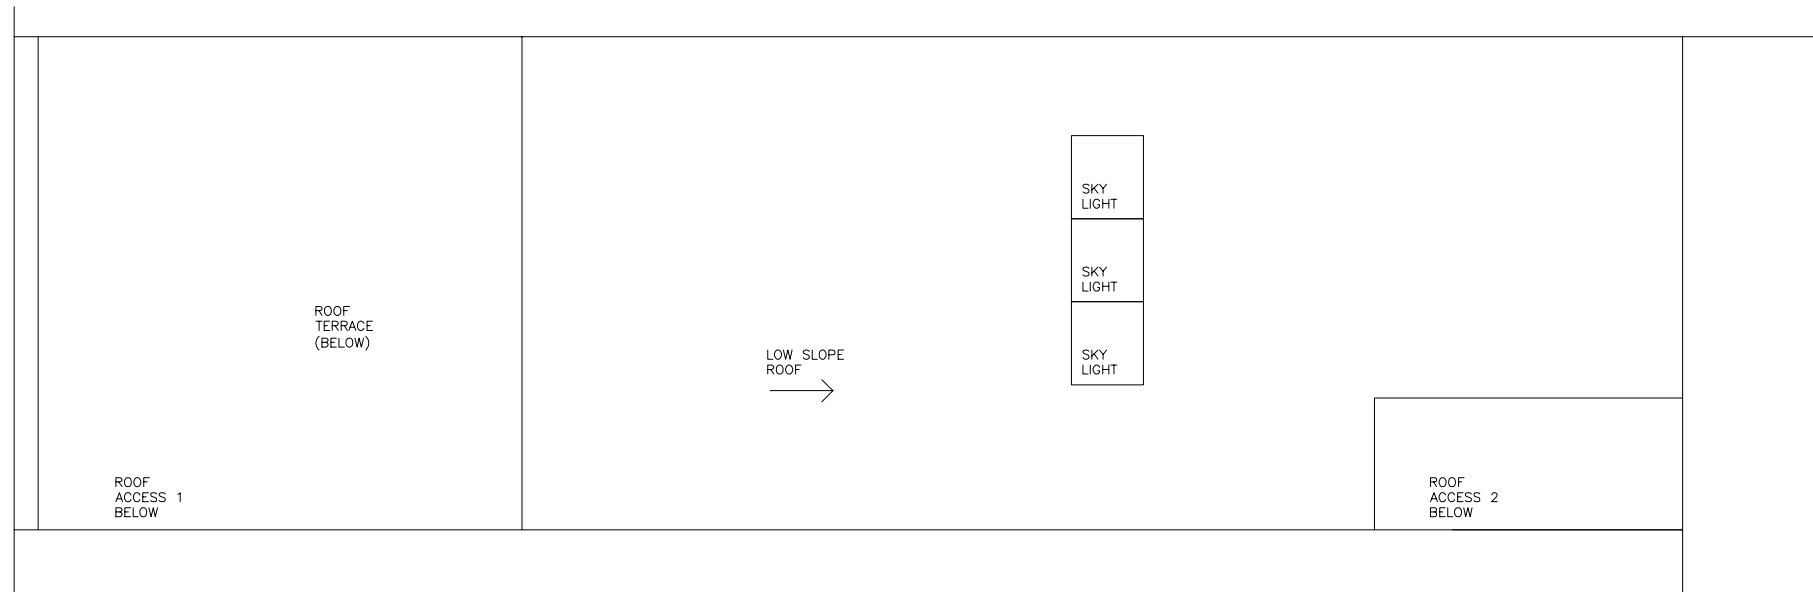 SKY
LIGHT
SKY
LIGHT
ROOF
TERRACE
(BELOW)
LOW SLOPE
ROOF
SKY
LIGHT
ROOF
ACCESS 1
BELOW
ROOF
ACCESS 2
BELOW